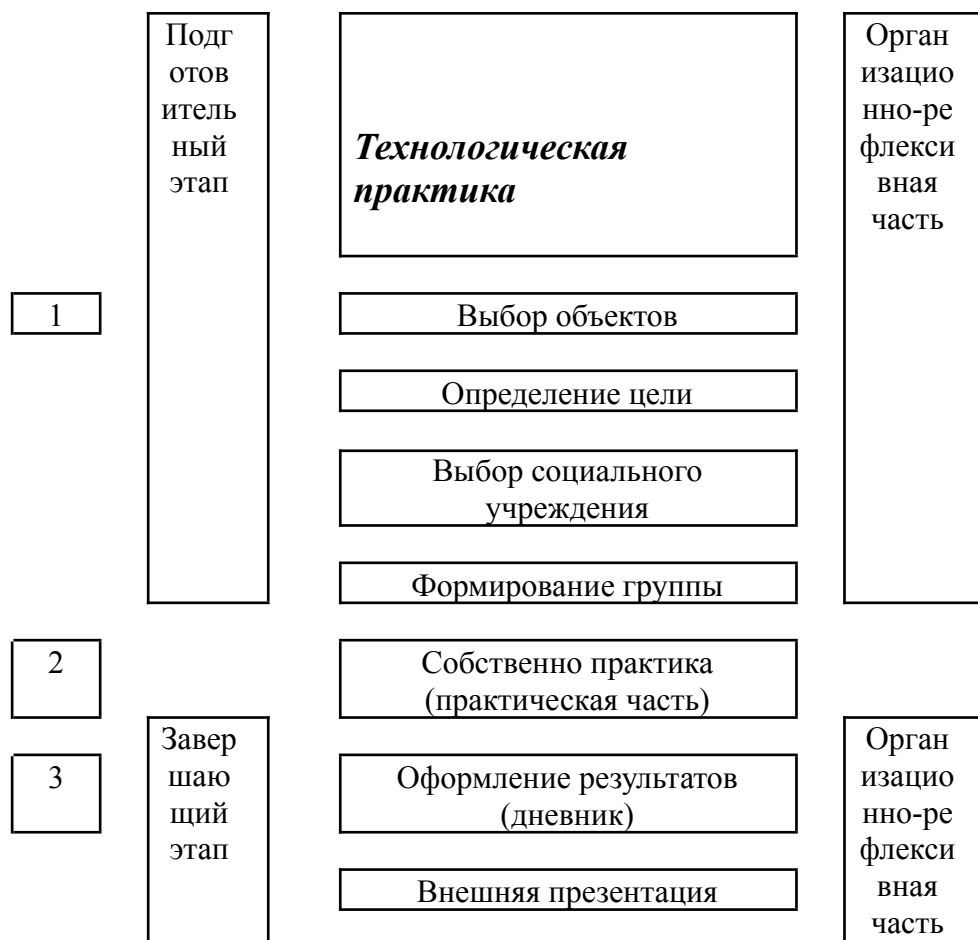 Подг
отов
итель
ный
этап
Технологическая
практика
Орган
изацио
нно-ре
флекси
вная
часть
1
Выбор объектов
Определение цели
Выбор социального
учреждения
Формирование группы
2
Собственно практика
(практическая часть)
Завер
шаю
щий
этап
Орган
изацио
нно-ре
флекси
вная
часть
3
Оформление результатов
(дневник)
Внешняя презентация